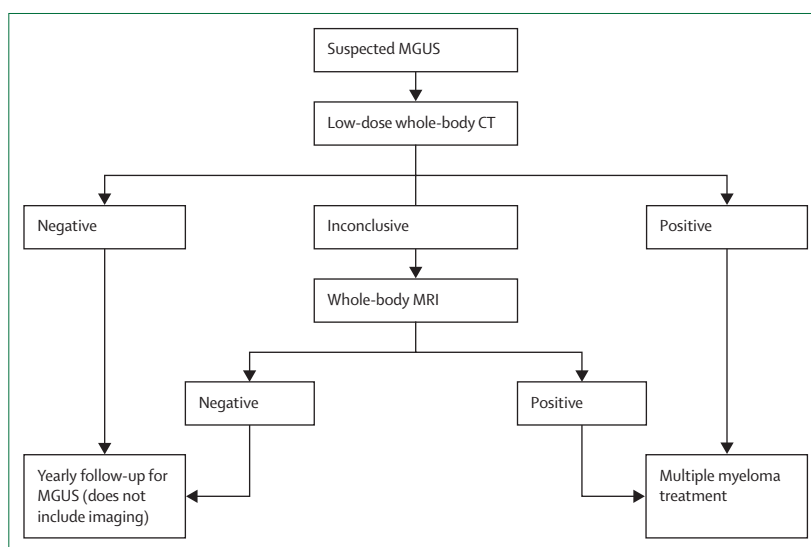 Suspected MGUS
Low-dose whole-body CT
Negative
Inconclusive
Positive
Whole-body MRI
Negative
Positive
Yearly follow-up for
MGUS (does not
include imaging)
Multiple myeloma
treatment